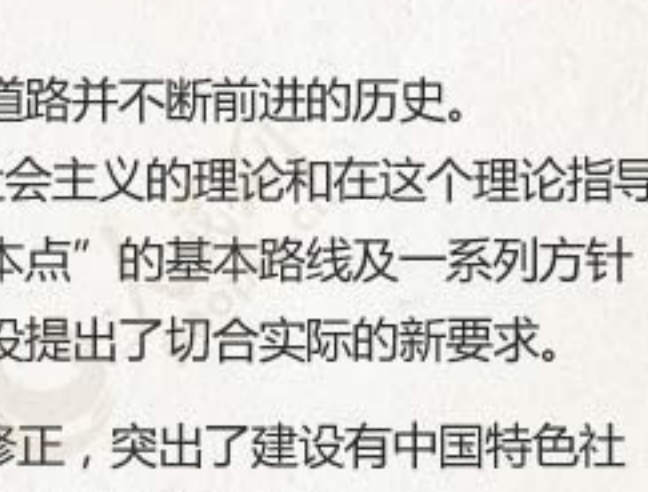 道路并不断前进的历史。
会主义的理论和在这个理论指导
本点”的基本路线及一系列方针
设提出了切合实际的新要求。
修正，突出了建设有中国特色社